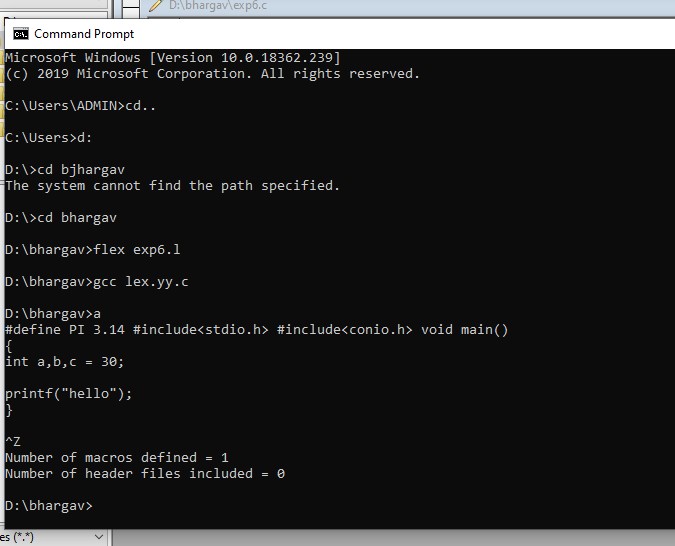 D:\bhargav\exp6.c
Command Prompt
Microsoft Windows [Version 10.0.18362.239]
(c) 2019 Microsoft Corporation. All rights reserved.
C:\Users\ADMIN>cd..
C:\Users>d:
D:\>cd bjhargav
The system cannot find the path specified.
D:\>cd bhargav
D:\bhargav>flex exp6.l
D:\bhargav>gcc lex.yy.c
D:\bhargav>a
#define PI 3.14 #include<stdio.h> #include<conio.h> void main()
{
int a,b,c = 30;
printf("hello");
}
^Z
Number of macros defined = 1
Number of header files included = 0
D:\bhargav>
es (*.*)